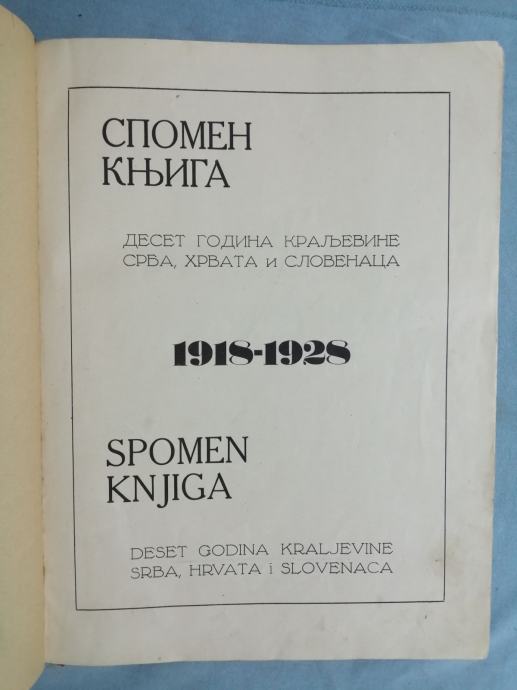 СПОМЕН
КЊИГА
ДЕСЕТ ГОДИНА КРАЉЕВИНЕ
СРБА, ХРВАТА и СЛОВЕНАЦА
1918-1928
SPOMEN
KNJIGA
DESET GODINA KRALJEVINE
SRBA, HRVATA i SLOVENACA